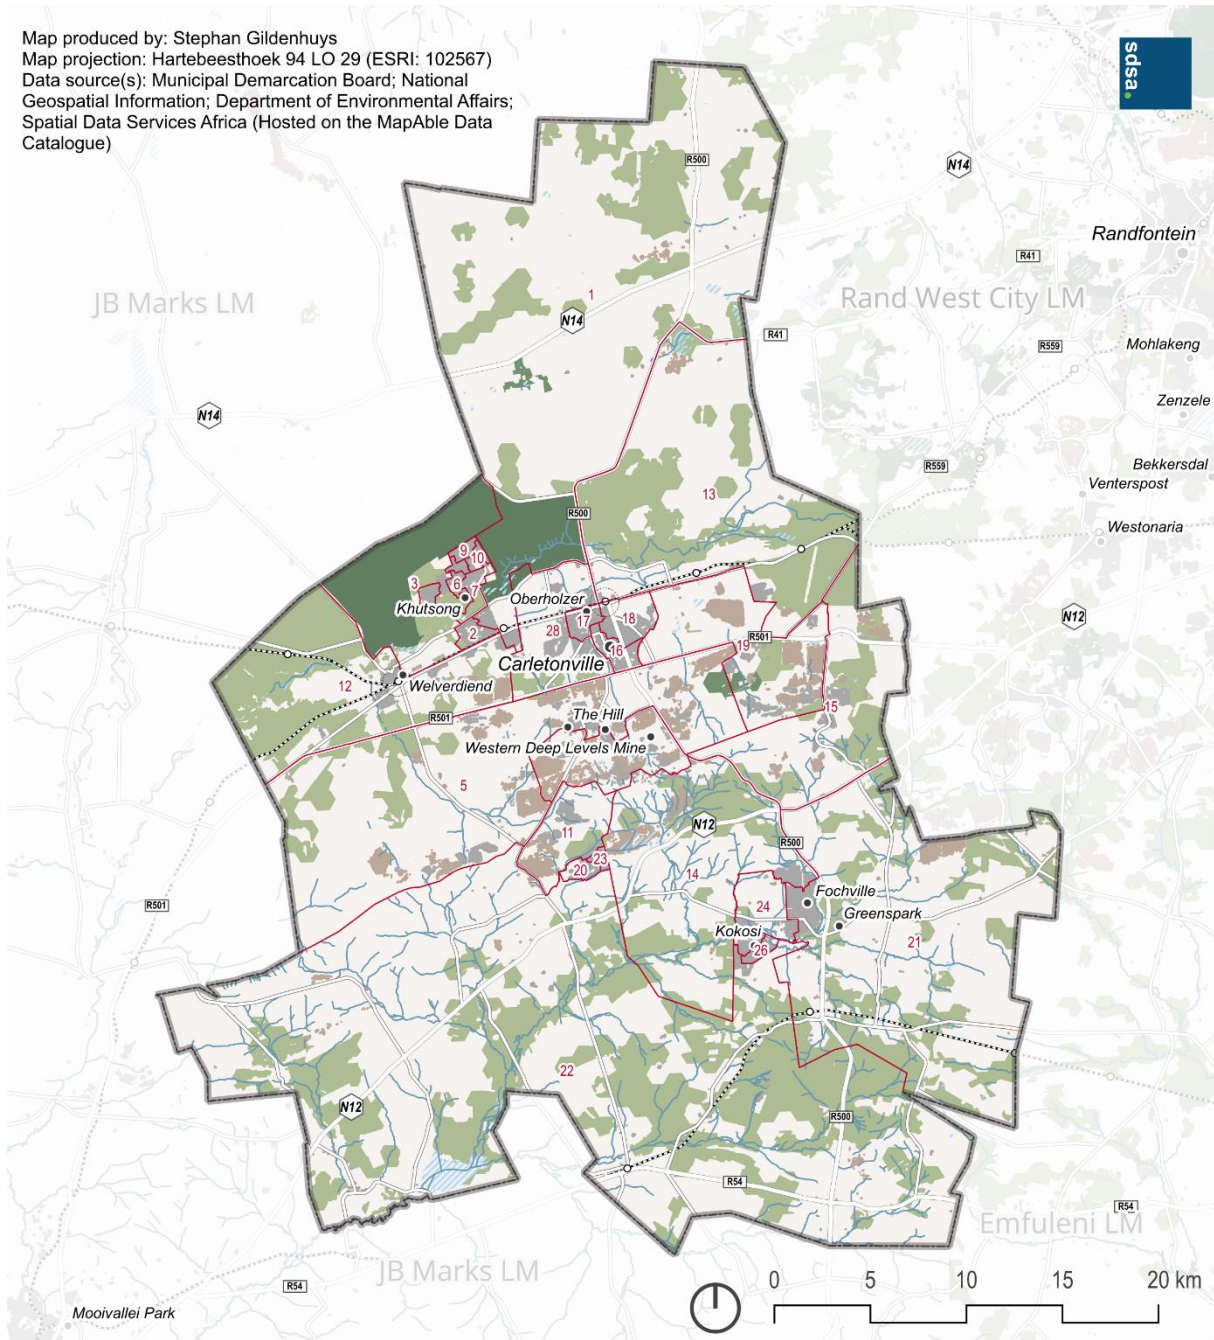 Map produced by: Stephan Gildenhuys
Map projection: Hartebeesthoek 94 LO 29 (ESRI: 102567)
Data source(s): Municipal Demarcation Board; National
Geospatial Information; Department of Environmental Affairs;
Spatial Data Services Africa (Hosted on the MapAble Data
Catalogue)
sdsa.
R500
N14
Randfontein
R41
JB Marks LM
1
Rand West City LM
N14
R41
R559
Mohlakeng
Zenzele
N14
R559
Bekkersdal
Venterspost
13
R500
Westonaria
9
10
3
6
7
Khutsong
Oberholzer
17
18
N12
2
28
R501
16
19
Carletonville
12
Welverdiend
15
R501
The Hill
Western Deep Levels Mine
5
11
N12
R500
23
20
14
Fochville
R501
24
Greenspark
Kokosi
26
21
22
N12
R500
R54
R54
Emfuleni LM
JB Marks LM
R54
0
5
10
15
20 km
Mooivallei Park